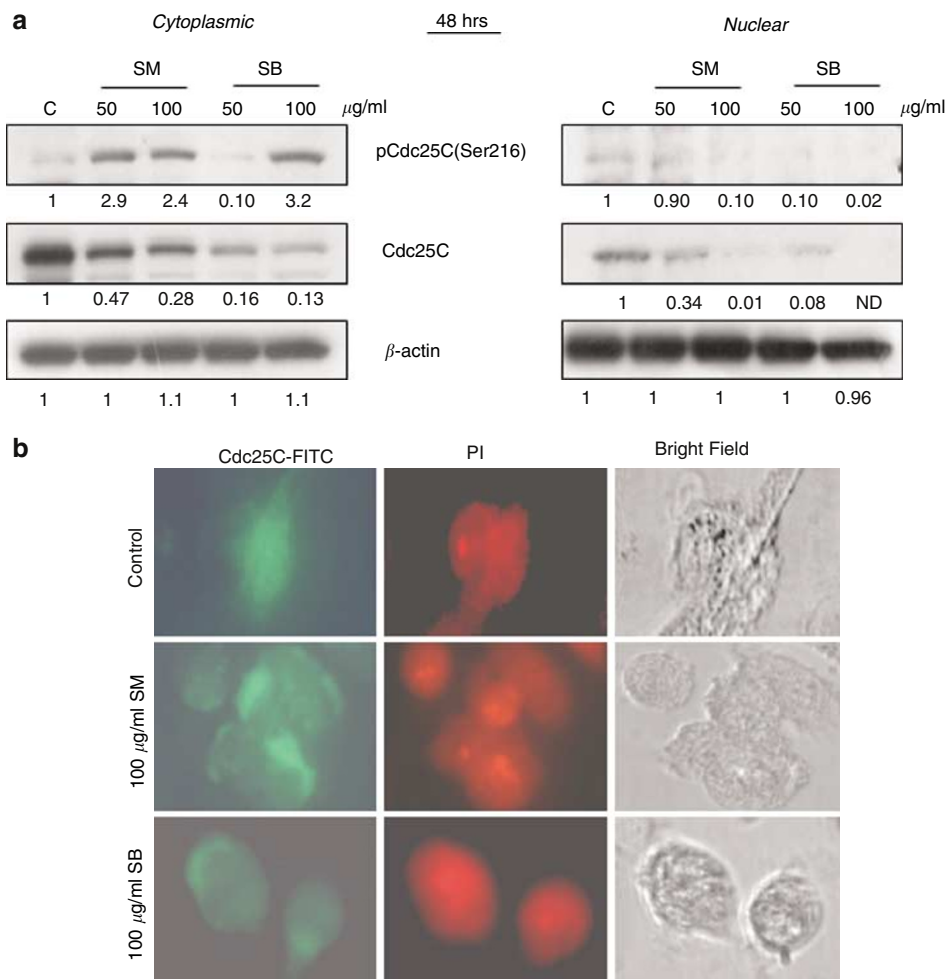 a
Cytoplasmic
48 hrs
Nuclear
SM SB
SM SB
C 50 100 50 100 μg/ml
C 50 100 50 100 μg/ml
pCdc25C(Ser216)
1 2.9 2.4 0.10 3.2
1 0.90 0.10 0.10 0.02
Cdc25C
1 0.47 0.28 0.16 0.13
1 0.34 0.01 0.08 ND
β-actin
1 1 1.1 1 1.1
1 1 1 1 0.96
b
Cdc25C-FITC
PI
Bright Field
Control
100 μg/ml SM
100 μg/ml SB